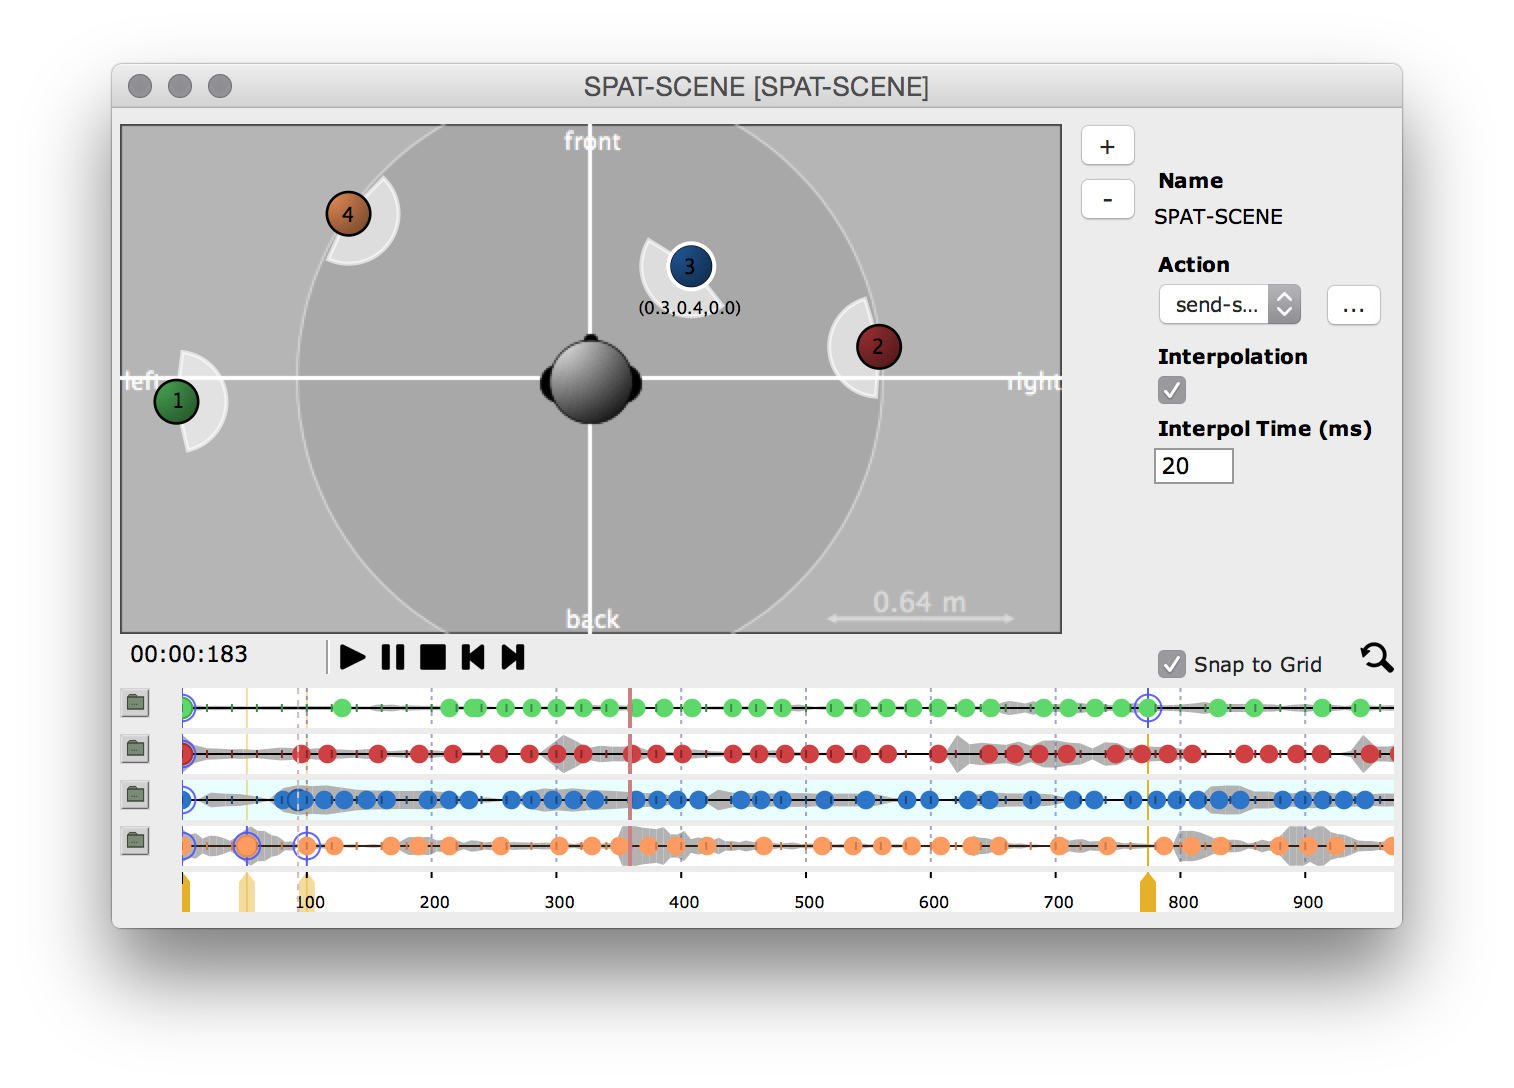 SPAT-SCENE [SPAT-SCENE]
front
+
-
Name
SPAT-SCENE
4
3
(0.3,0.4,0.0)
Action
send-s...
...
2
Interpolation
left
right
1
Interpol Time (ms)
20
0.64 m
back
00:00:183
Snap to Grid
100 200 300 400 500 600 700 800 900